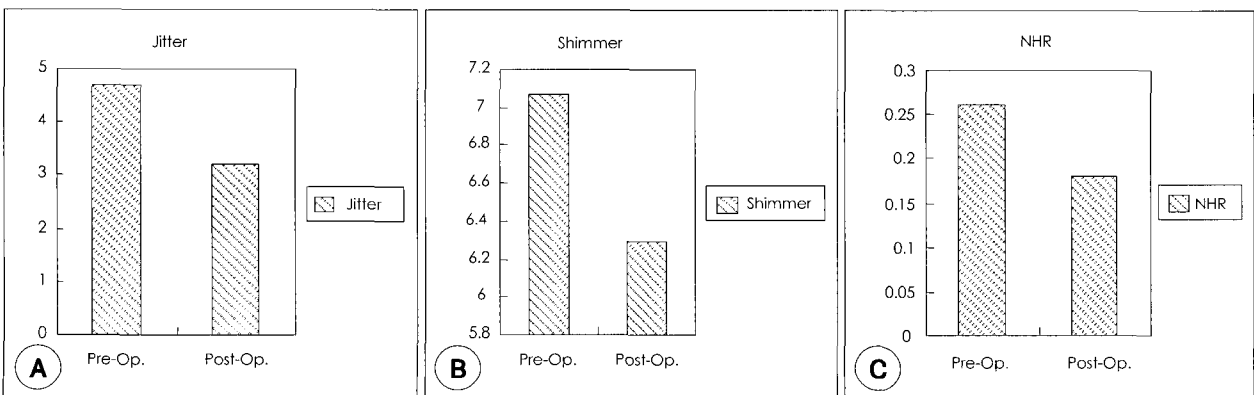 Jitter
5
4
3
2
1
0
Pre-Op. Post-Op.
Jitter
A
Shimmer
7.2
7
6.8
6.6
6.4
6.2
6
5.8
Pre-Op. Post-Op.
Shimmer
B
NHR
0.3
0.25
0.2
0.15
0.1
0.05
0
Pre-Op. Post-Op.
NHR
C